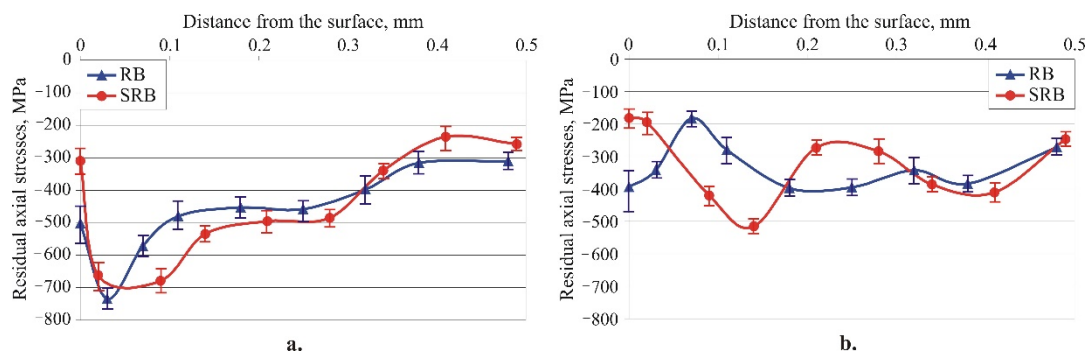 Distance from the surface, mm
0 0.1 0.2 0.3 0.4 0.5
0
−100
−200
−300
−400
−500
−600
−700
−800
Residual axial stresses, MPa
RB
SRB
a.
Distance from the surface, mm
0 0.1 0.2 0.3 0.4 0.5
0
−100
−200
−300
−400
−500
−600
−700
−800
Residual axial stresses, MPa
RB
SRB
b.